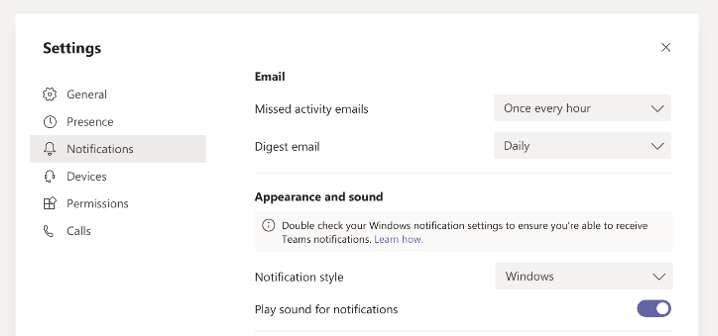 Settings
General
Presence
Notifications
Devices
Permissions
Calls
Email
Missed activity emails
Once every hour
Digest email
Daily
Appearance and sound
Double check your Windows notification settings to ensure you're able to receive
Teams notifications. Learn how.
Notification style
Windows
Play sound for notifications